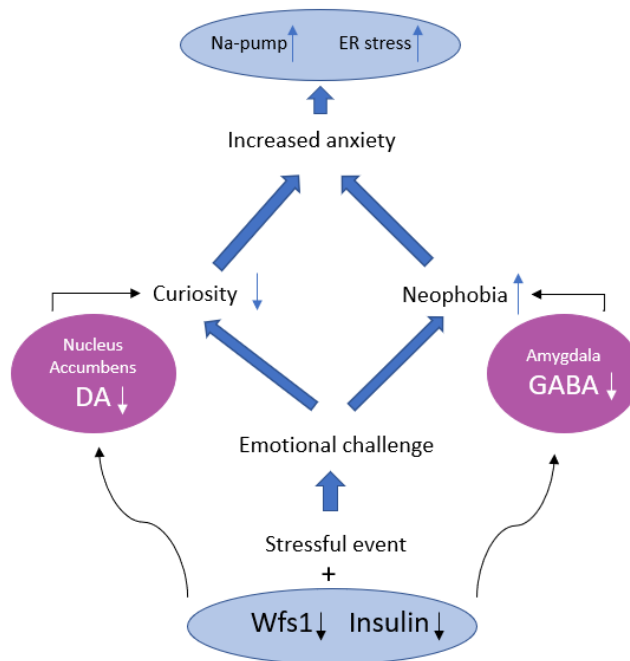 Na-pump ER stress
Increased anxiety
Curiosity Neophobia
Nucleus
Accumbens
DA
Amygdala
GABA
Emotional challenge
Stressful event
+
Wfs1 Insulin